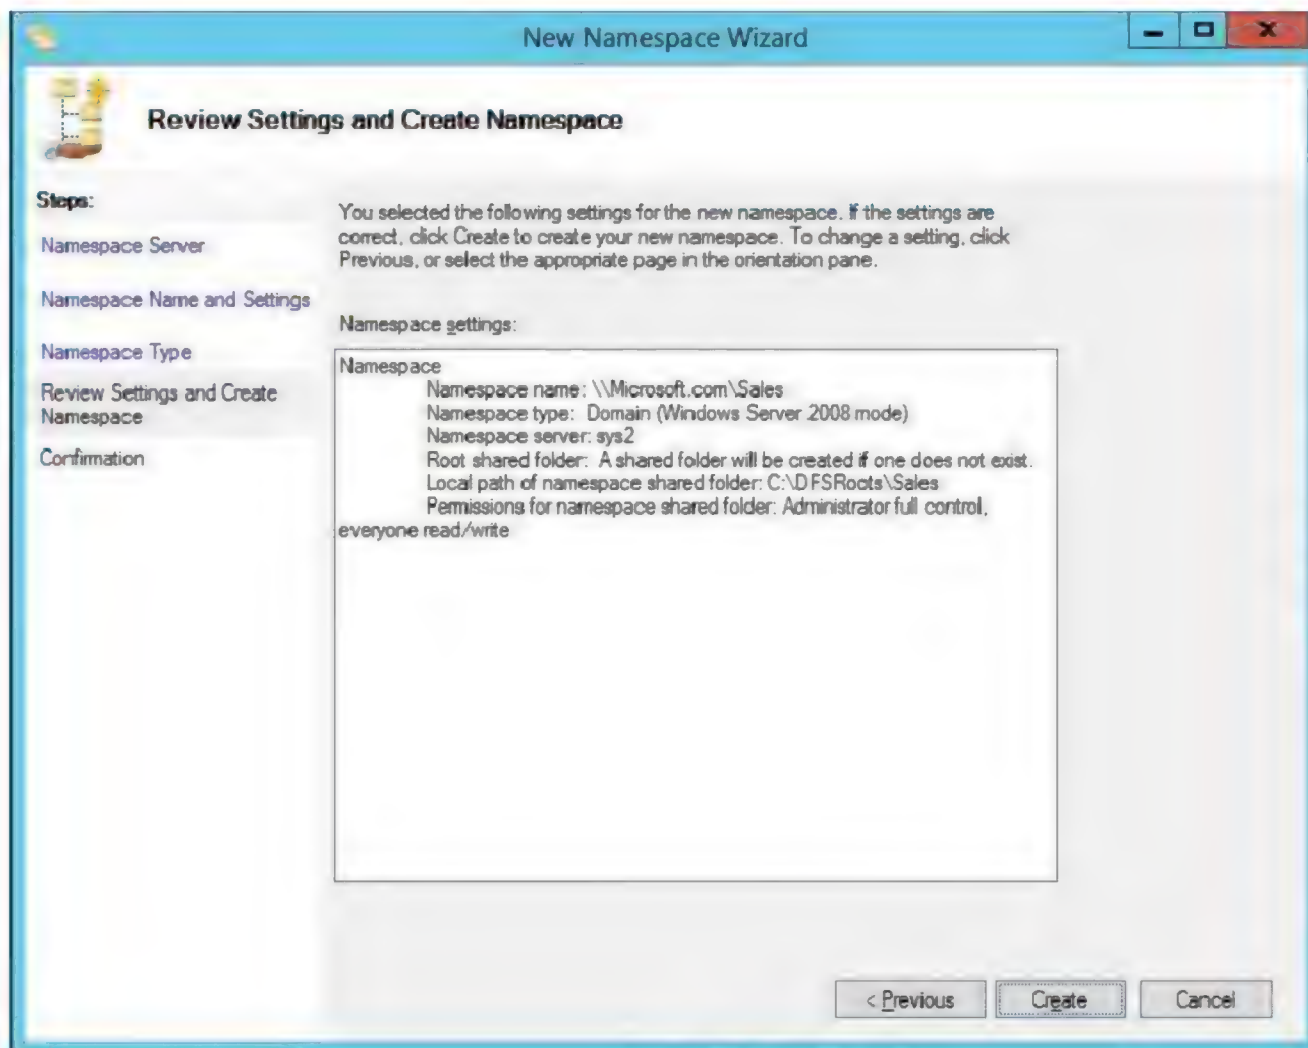 New Namespace Wizard
Review Settings and Create Namespace
Steps:
Namespace Server
Namespace Name and Settings
Namespace Type
Review Settings and Create
Namespace
Confirmation
You selected the following settings for the new namespace. If the settings are
correct, click Create to create your new namespace. To change a setting, click
Previous, or select the appropriate page in the orientation pane.
Namespace settings:
Namespace
Namespace name: \\Microsoft.com\Sales
Namespace type: Domain (Windows Server 2008 mode)
Namespace server: sys2
Root shared folder: A shared folder will be created if one does not exist.
Local path of namespace shared folder: C:\DFSRoots\Sales
Permissions for namespace shared folder: Administrator full control,
everyone read/write
< Previous
Create
Cancel